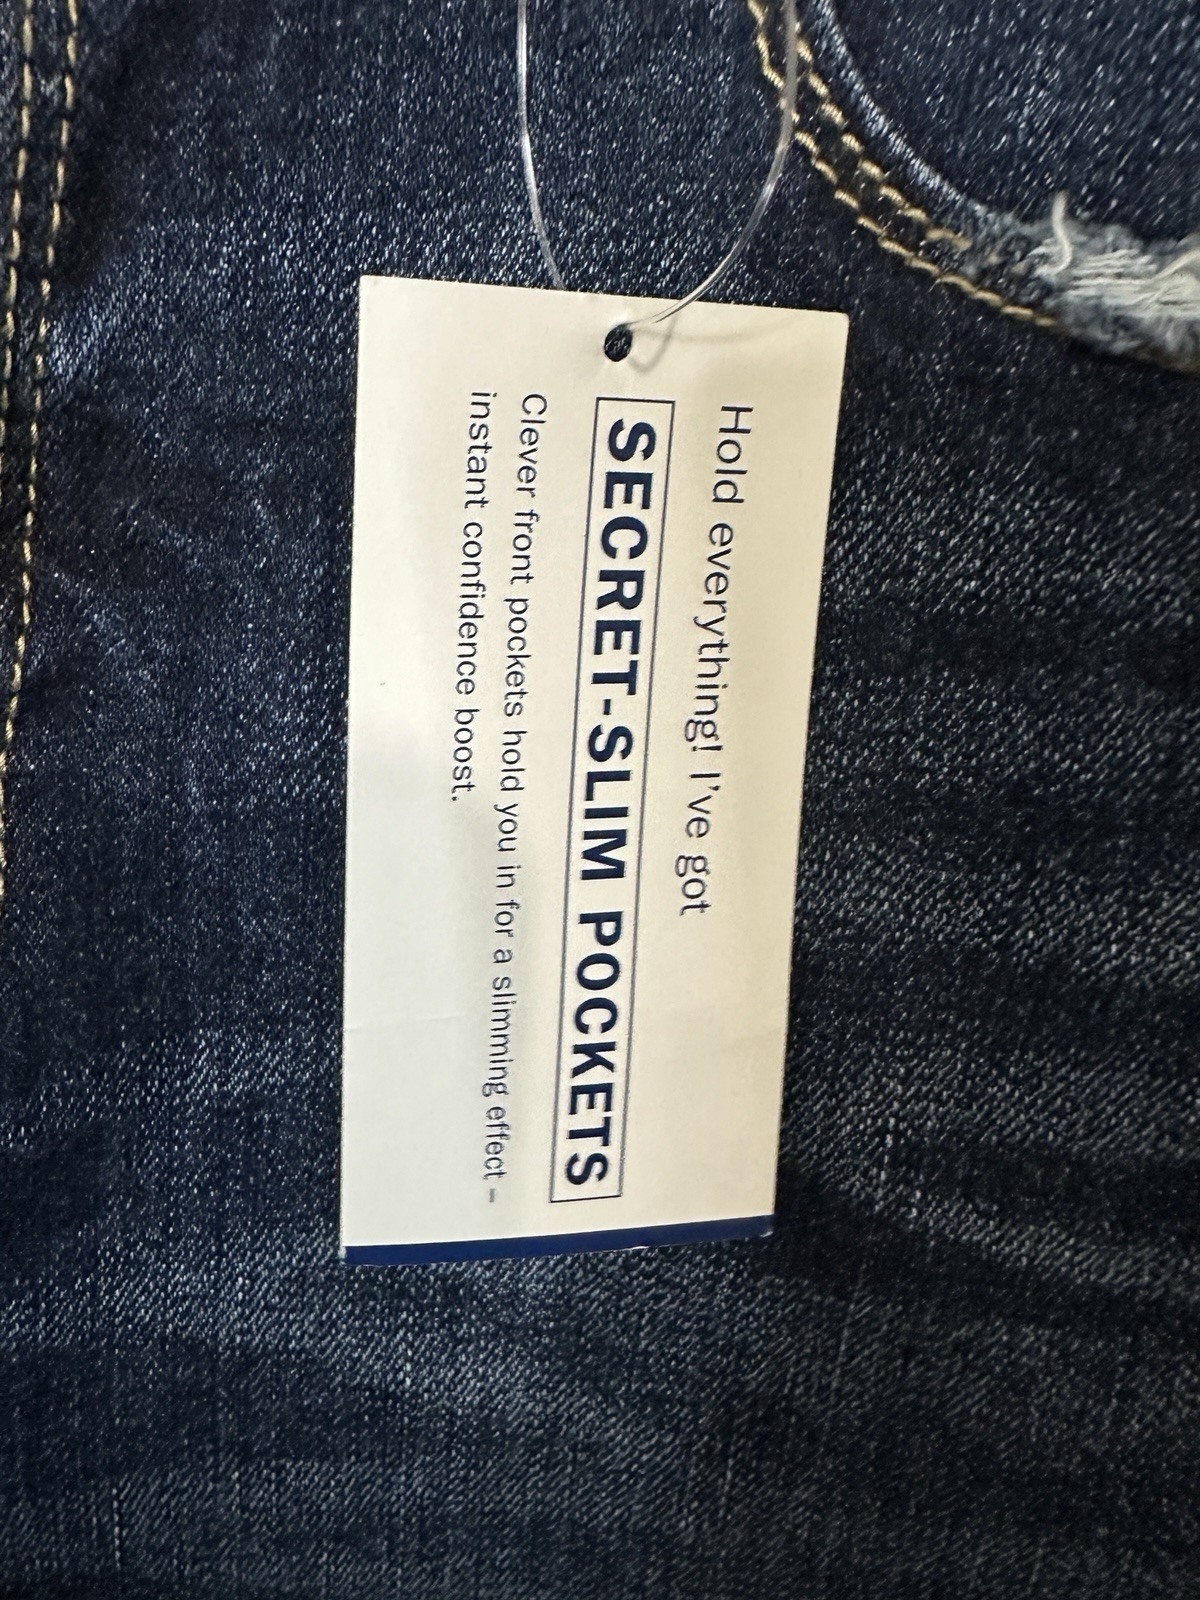 Hold everything! I've got
SECRET-SLIM POCKETS
Clever front pockets hold you in for a slimming effect –
instant confidence boost.